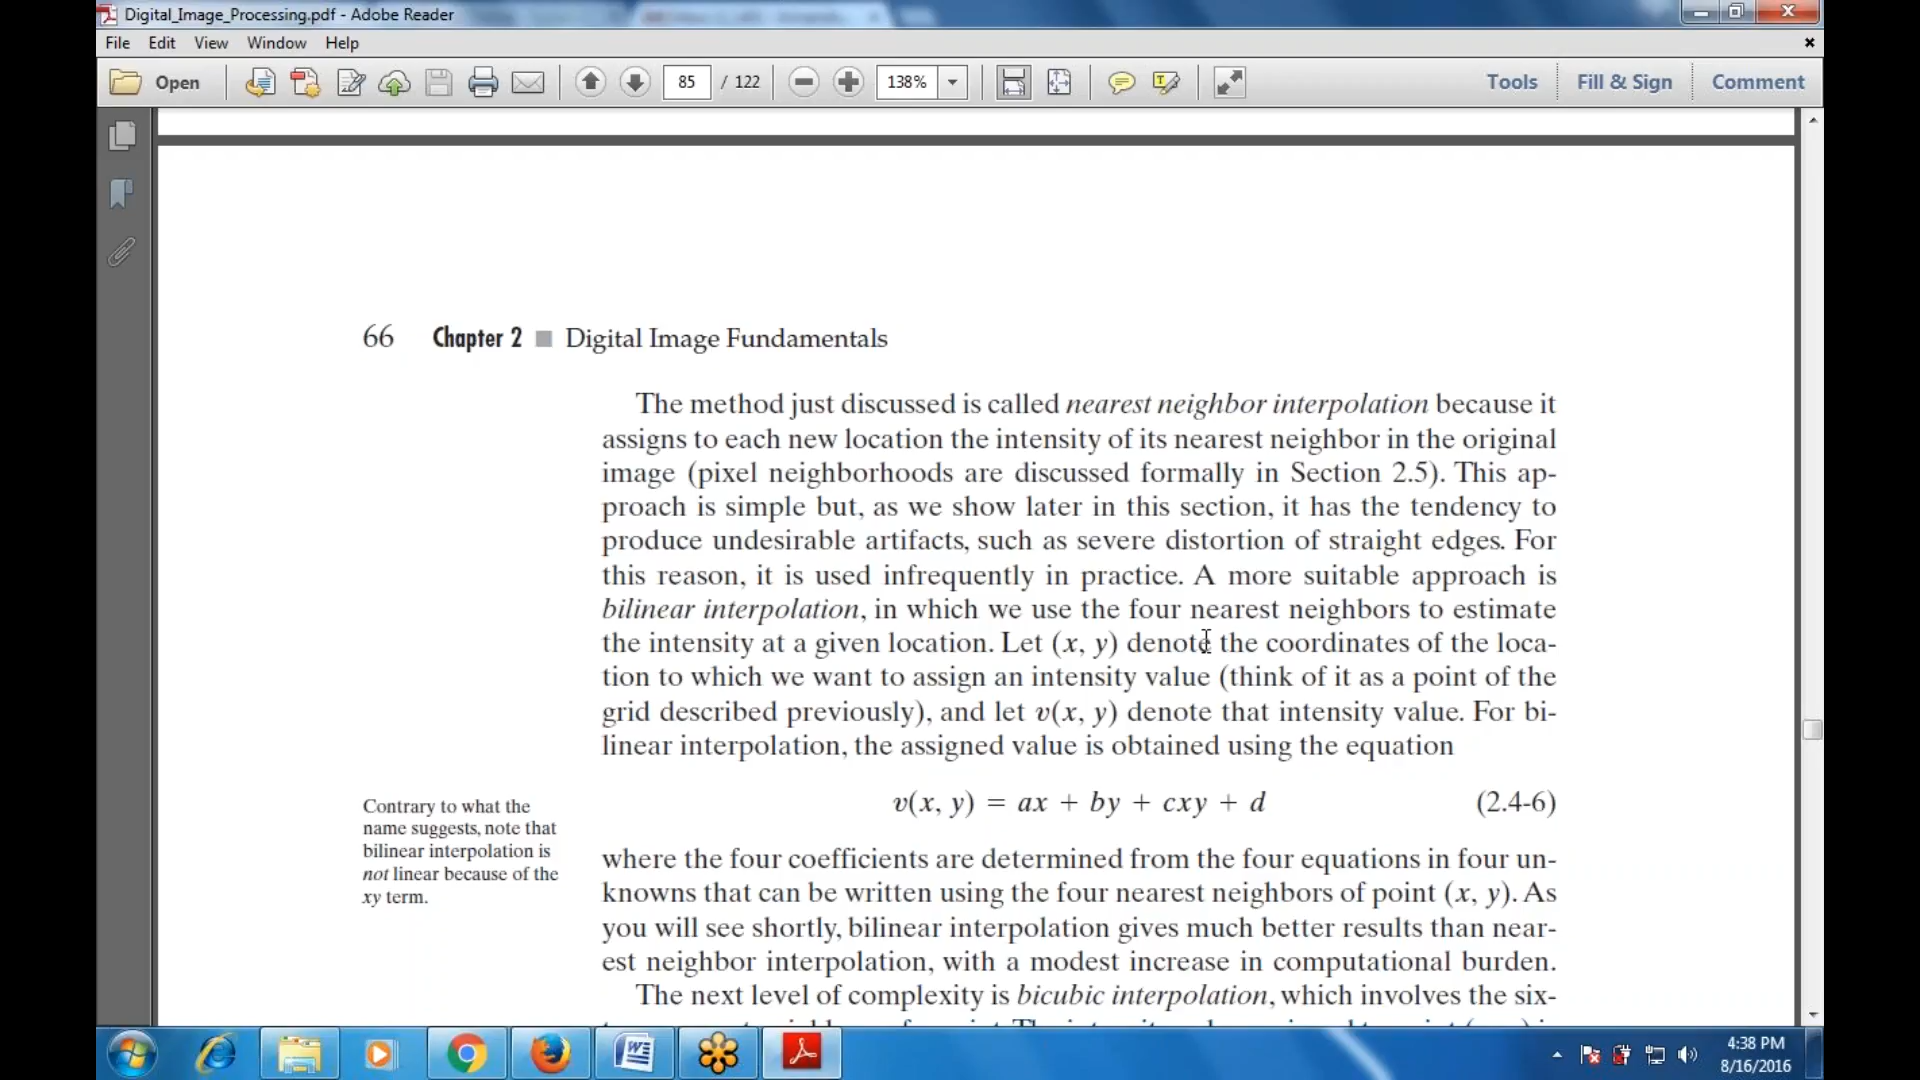 Digital_Image_Processing.pdf - Adobe Reader
File Edit View Window Help
Open 85 / 122 138% Tools Fill & Sign Comment
66 Chapter 2 ■ Digital Image Fundamentals
The method just discussed is called nearest neighbor interpolation because it
assigns to each new location the intensity of its nearest neighbor in the original
image (pixel neighborhoods are discussed formally in Section 2.5). This ap-
proach is simple but, as we show later in this section, it has the tendency to
produce undesirable artifacts, such as severe distortion of straight edges. For
this reason, it is used infrequently in practice. A more suitable approach is
bilinear interpolation, in which we use the four nearest neighbors to estimate
the intensity at a given location. Let (x, y) denote the coordinates of the loca-
tion to which we want to assign an intensity value (think of it as a point of the
grid described previously), and let v(x, y) denote that intensity value. For bi-
linear interpolation, the assigned value is obtained using the equation
v(x, y) = ax + by + cxy + d (2.4-6)
Contrary to what the
name suggests, note that
bilinear interpolation is
not linear because of the
xy term.
where the four coefficients are determined from the four equations in four un-
knowns that can be written using the four nearest neighbors of point (x, y). As
you will see shortly, bilinear interpolation gives much better results than near-
est neighbor interpolation, with a modest increase in computational burden.
The next level of complexity is bicubic interpolation, which involves the six-
4:38 PM
8/16/2016